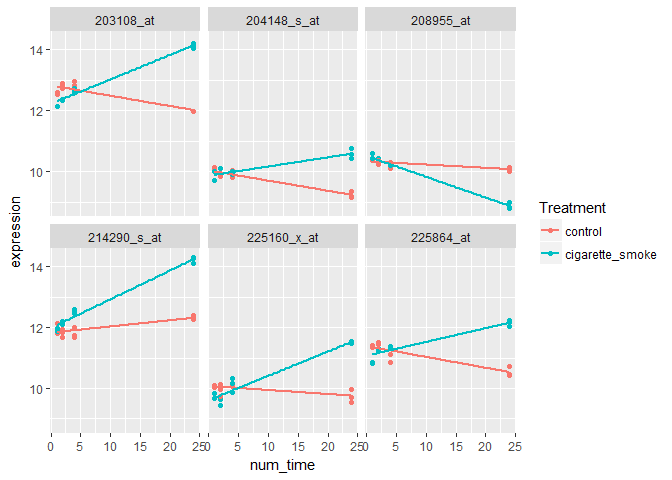 203108_at 204148_s_at 208955_at
14
12
10
214290_s_at 225160_x_at 225864_at
14
12
10
0 5 10 15 20 25 0 5 10 15 20 25 0 5 10 15 20 25
num_time
expression
Treatment
control
cigarette_smoke